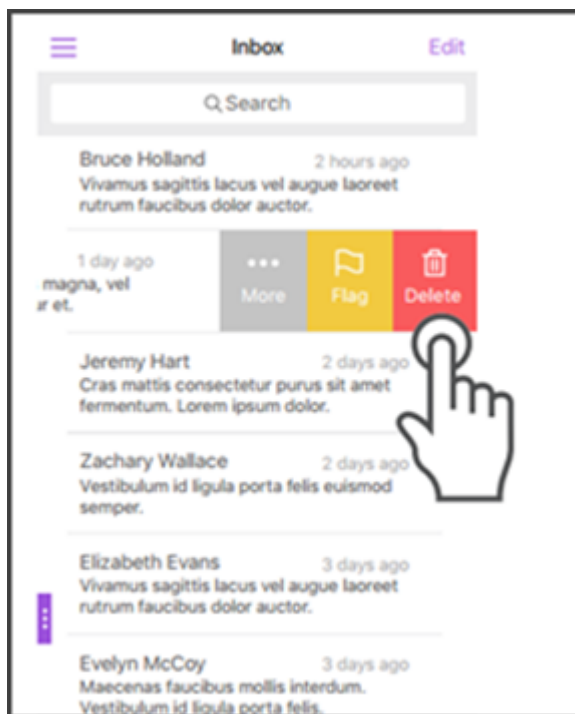 Inbox
Edit
Search
Bruce Holland 2 hours ago
Vivamus sagittis lacus vel augue laoreet
rutrum faucibus dolor auctor.
1 day ago
magna, vel
ur et.
More
Flag
Delete
Jeremy Hart 2 days ago
Cras mattis consectetur purus sit amet
fermentum. Lorem ipsum dolor.
Zachary Wallace 2 days ago
Vestibulum id ligula porta felis euismod
semper.
Elizabeth Evans 3 days ago
Vivamus sagittis lacus vel augue laoreet
rutrum faucibus dolor auctor.
Evelyn McCoy 3 days ago
Maecenas faucibus mollis interdum.
Vestibulum id ligula porta felis.